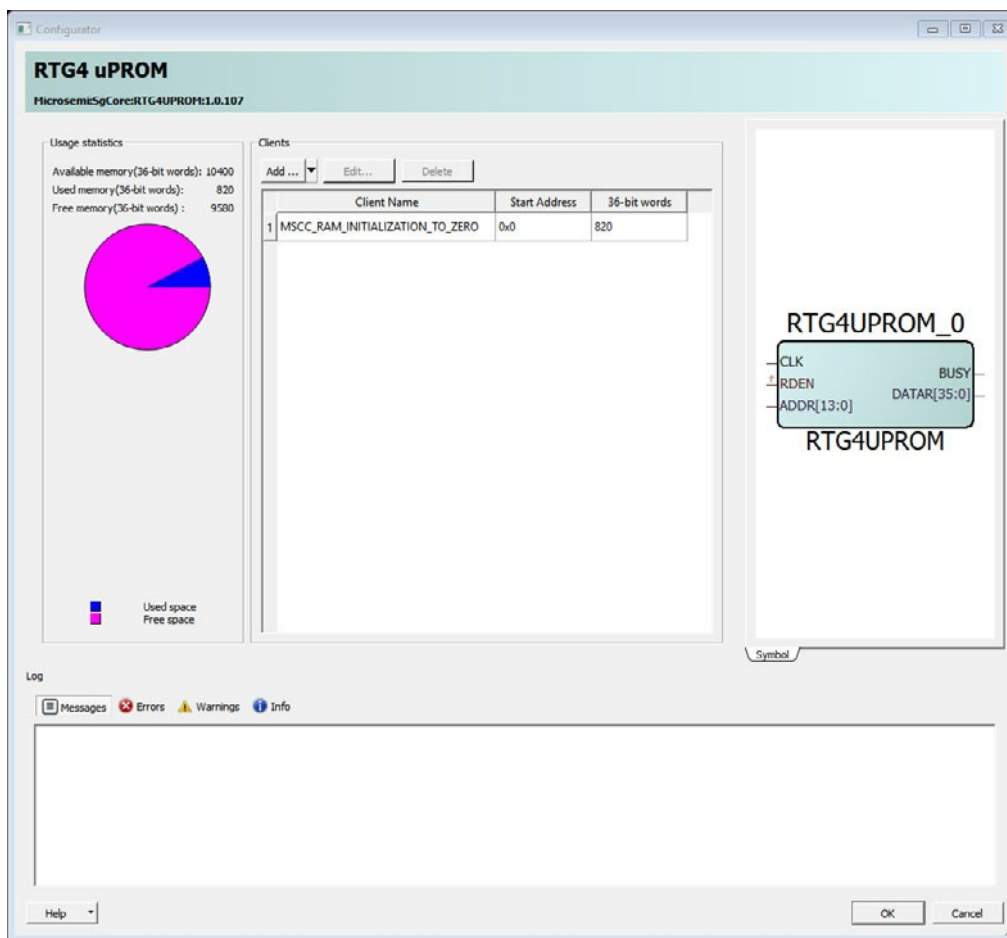 Configurator
RTG4 uPROM
Microsemi:SgCore:RTG4UPROM:1.0.107
Usage statistics
Available memory(36-bit words): 10400
Used memory(36-bit words): 820
Free memory(36-bit words) : 9580
Used space
Free space
Clients
Add ... Edit... Delete
Client Name Start Address 36-bit words
1 MSCC_RAM_INITIALIZATION_TO_ZERO 0x0 820
RTG4UPROM_0
CLK
RDEN
ADDR[13:0]
BUSY
DATAR[35:0]
RTG4UPROM
Symbol
Log
Messages Errors Warnings Info
Help OK Cancel